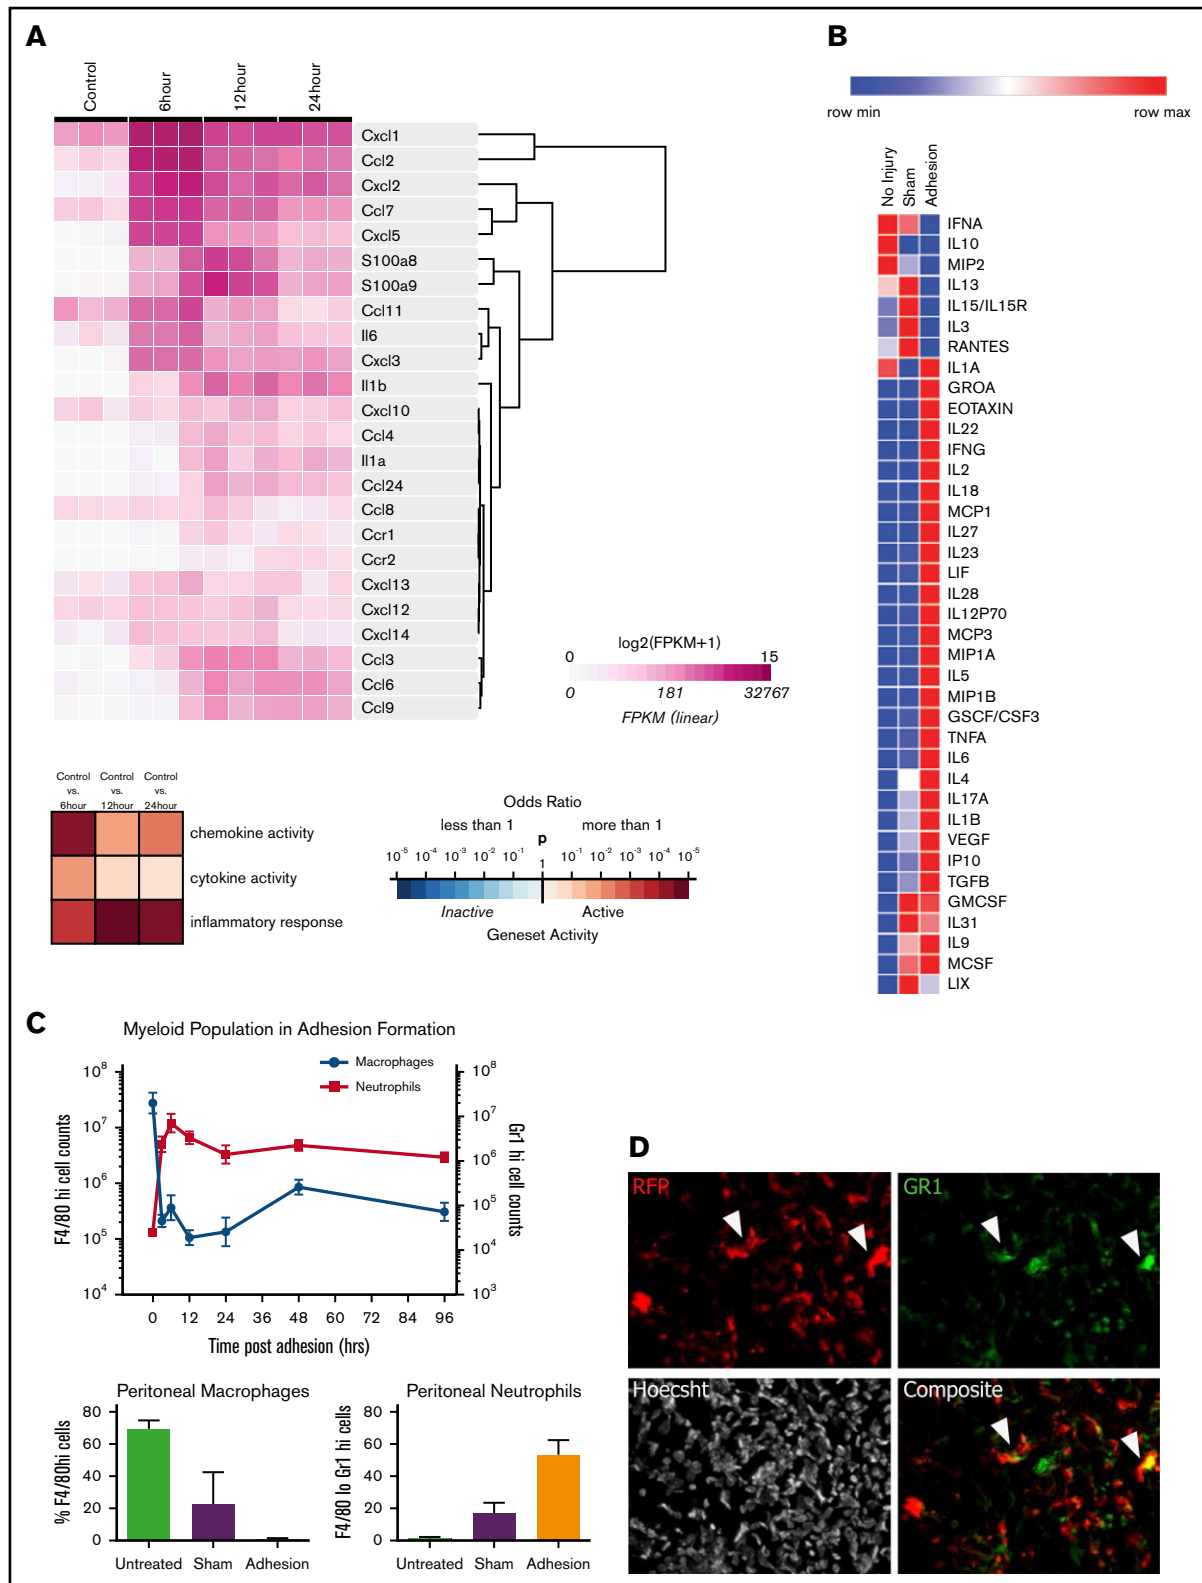 A
Control
6hour
12hour
24hour
Cxcl1
Ccl2
Cxcl2
Ccl7
Cxcl5
S100a8
S100a9
Ccl11
Il6
Cxcl3
Il1b
Cxcl10
Ccl4
Il1a
Ccl24
Ccl8
Ccr1
Ccr2
Cxcl13
Cxcl12
Cxcl14
Ccl3
Ccl6
Ccl9
log2(FPKM+1)
0 15
0 181 32767
FPKM (linear)
Control vs. 6hour
Control vs. 12hour
Control vs. 24hour
chemokine activity
cytokine activity
inflammatory response
Odds Ratio
less than 1 more than 1
p
10^-5 10^-4 10^-3 10^-2 10^-1 1 10^-1 10^-2 10^-3 10^-4 10^-5
Inactive Active
Geneset Activity
B
row min row max
No Injury
Sham
Adhesion
IFNA
IL10
MIP2
IL13
IL15/IL15R
IL3
RANTES
IL1A
GROA
EOTAXIN
IL22
IFNG
IL2
IL18
MCP1
IL27
IL23
LIF
IL28
IL12P70
MCP3
MIP1A
IL5
MIP1B
GSCF/CSF3
TNFA
IL6
IL4
IL17A
IL1B
VEGF
IP10
TGFB
GMCSF
IL31
IL9
MCSF
LIX
C
Myeloid Population in Adhesion Formation
Macrophages
Neutrophils
F4/80 hi cell counts
10^8
10^7
10^6
10^5
10^4
Gr1 hi cell counts
10^8
10^7
10^6
10^5
10^4
10^3
0 12 24 36 48 60 72 84 96
Time post adhesion (hrs)
Peritoneal Macrophages
% F4/80hi cells
80
60
40
20
0
Untreated Sham Adhesion
Peritoneal Neutrophils
F4/80 lo Gr1 hi cells
80
60
40
20
0
Untreated Sham Adhesion
D
RFP
GR1
Hoecsht
Composite